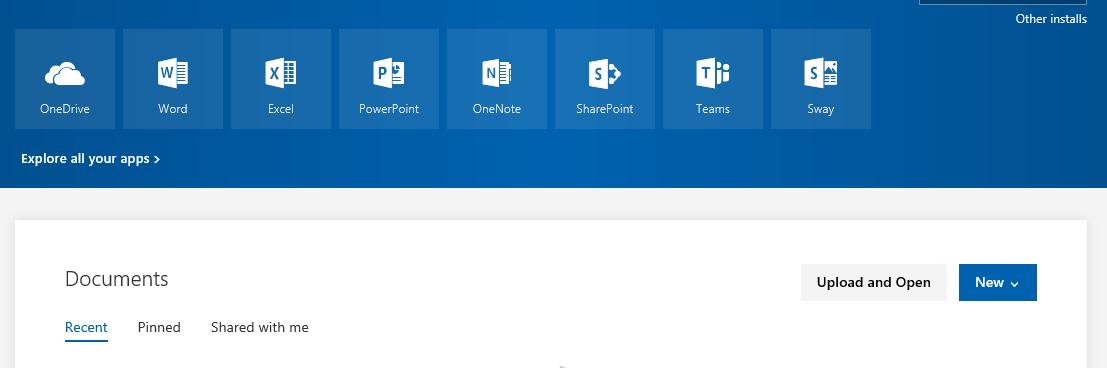 Other installs
W X P N S T S
OneDrive Word Excel PowerPoint OneNote SharePoint Teams Sway
Explore all your apps >
Documents
Upload and Open New
Recent Pinned Shared with me